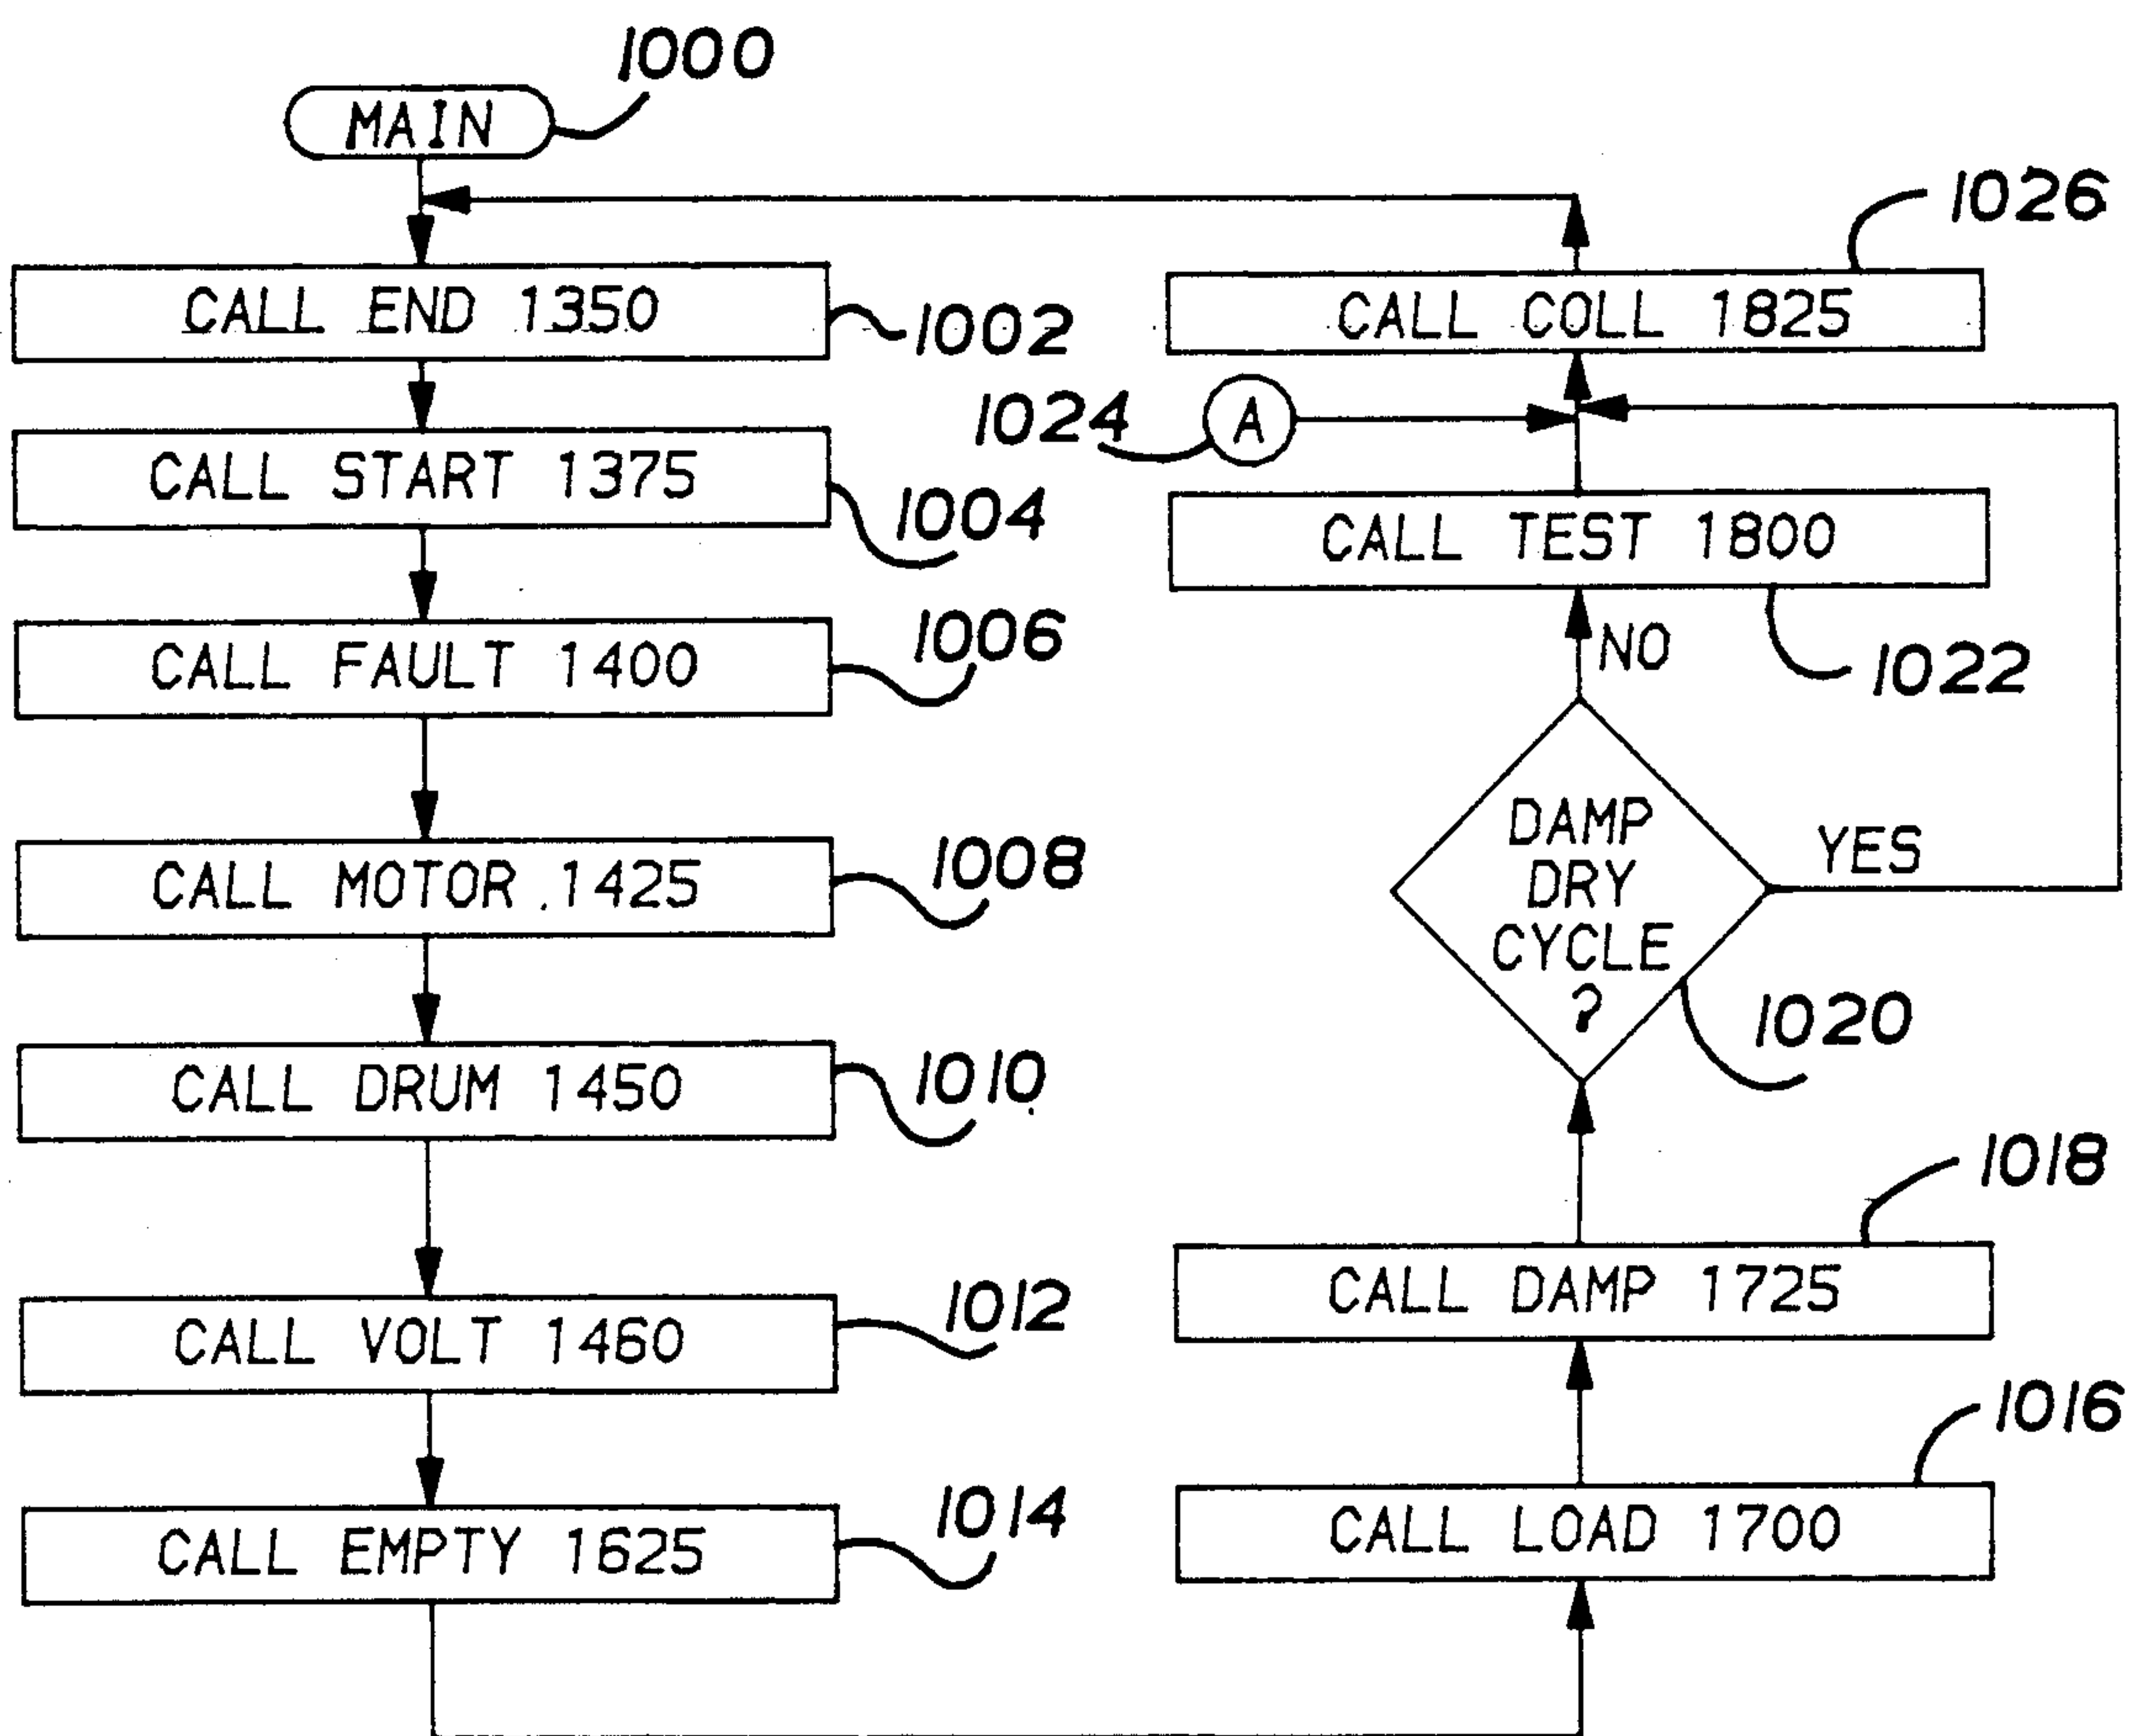 1000
MAIN
CALL END 1350
1002
CALL START 1375
1004
CALL FAULT 1400
1006
CALL MOTOR 1425
1008
CALL DRUM 1450
1010
CALL VOLT 1460
1012
CALL EMPTY 1625
1014
1026
CALL COLL 1825
1024
A
CALL TEST 1800
1022
NO
DAMP
DRY
CYCLE
?
YES
1020
1018
CALL DAMP 1725
1016
CALL LOAD 1700